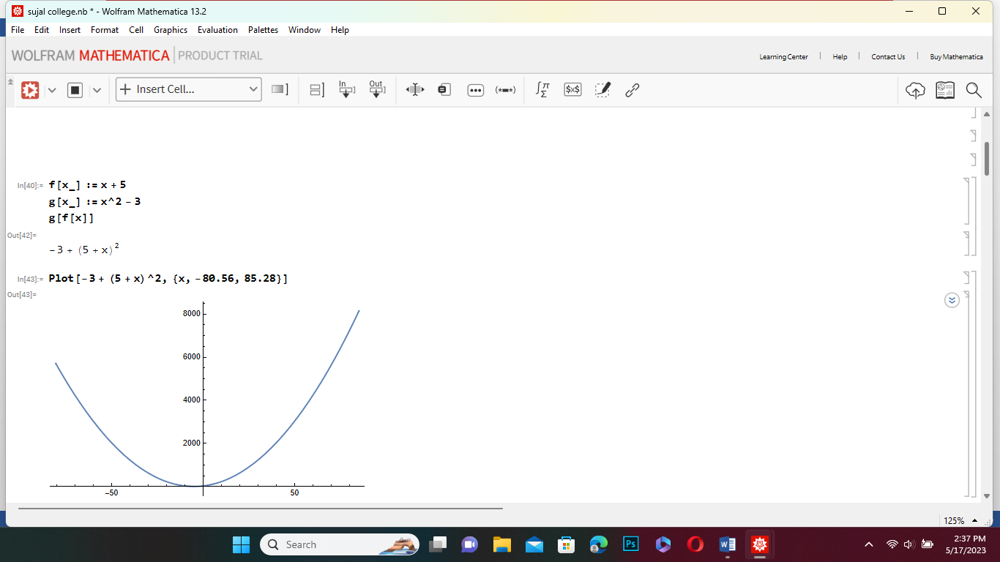 sujal college.nb * - Wolfram Mathematica 13.2
File Edit Insert Format Cell Graphics Evaluation Palettes Window Help
WOLFRAM MATHEMATICA | PRODUCT TRIAL
Learning Center | Help | Contact Us | Buy Mathematica
+ Insert Cell... In Out (*=*) ∫π Σ $x$
In[40]:= f[x_] := x + 5
g[x_] := x^2 - 3
g[f[x]]
Out[42]=
-3 + (5 + x)²
In[43]:= Plot[-3 + (5 + x)^2, {x, -80.56, 85.28}]
Out[43]=
8000
6000
4000
2000
-50 50
125%
Search Ps W 2:37 PM
5/17/2023